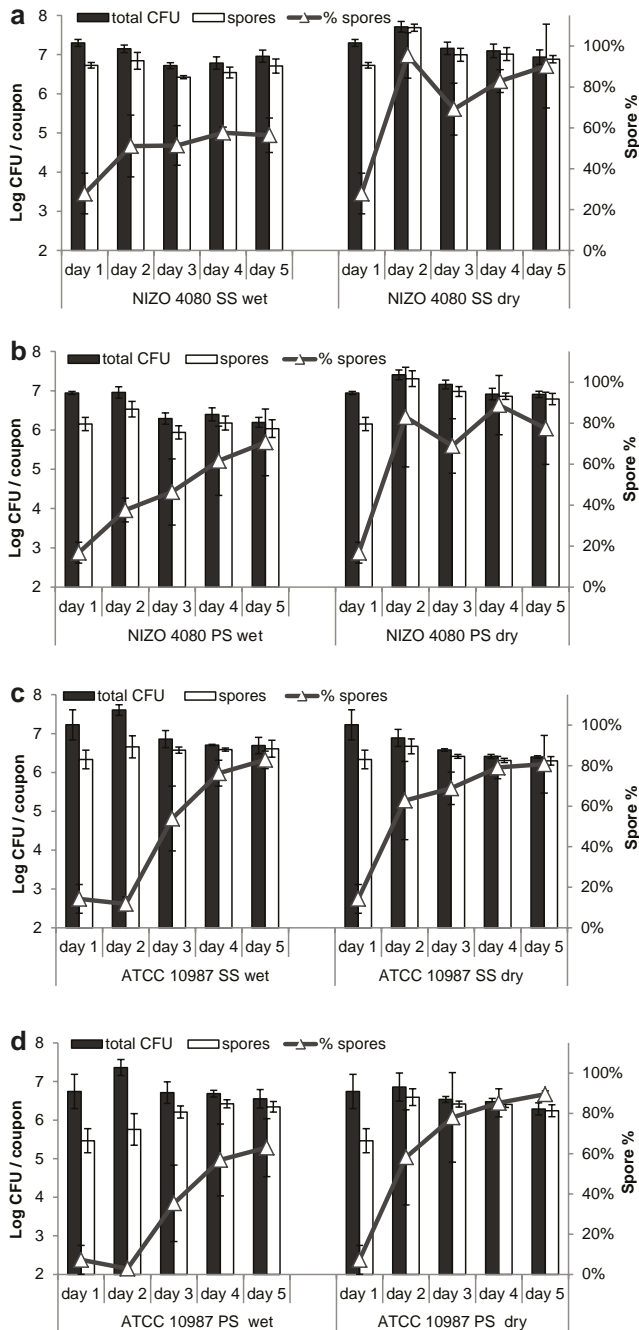 a
total CFU spores % spores
8
7
6
5
4
3
2
Log CFU / coupon
100%
80%
60%
40%
20%
0%
Spore %
day 1 day 2 day 3 day 4 day 5 day 1 day 2 day 3 day 4 day 5
NIZO 4080 SS wet NIZO 4080 SS dry
b
total CFU spores % spores
8
7
6
5
4
3
2
Log CFU / coupon
100%
80%
60%
40%
20%
0%
Spore %
day 1 day 2 day 3 day 4 day 5 day 1 day 2 day 3 day 4 day 5
NIZO 4080 PS wet NIZO 4080 PS dry
c
total CFU spores % spores
8
7
6
5
4
3
2
Log CFU / coupon
100%
80%
60%
40%
20%
0%
Spore %
day 1 day 2 day 3 day 4 day 5 day 1 day 2 day 3 day 4 day 5
ATCC 10987 SS wet ATCC 10987 SS dry
d
total CFU spores % spores
8
7
6
5
4
3
2
Log CFU / coupon
100%
80%
60%
40%
20%
0%
Spore %
day 1 day 2 day 3 day 4 day 5 day 1 day 2 day 3 day 4 day 5
ATCC 10987 PS wet ATCC 10987 PS dry